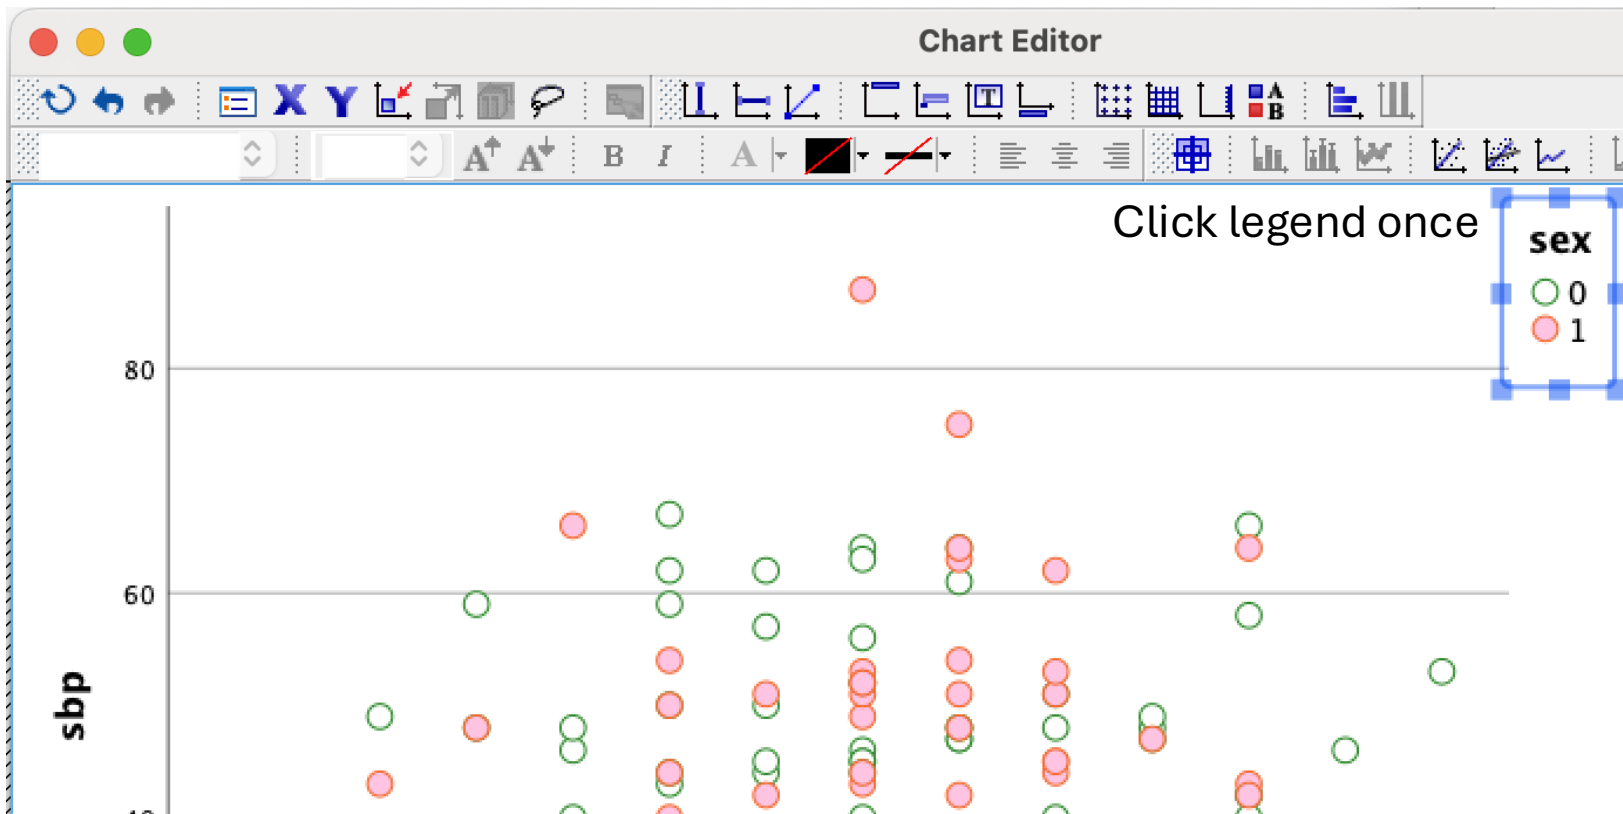 Chart Editor
X Y
T
A
B
A A B I A
Click legend once
sex
0
1
80
60
sbp